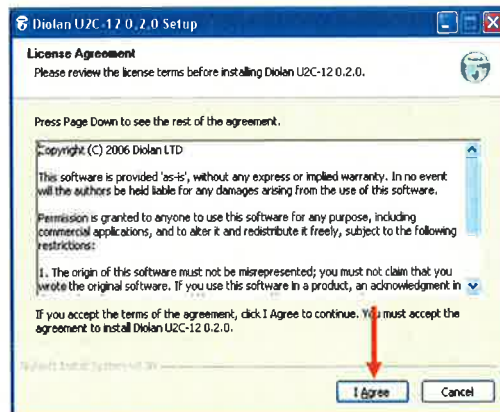 Diolan U2C-12 0.2.0 Setup
License Agreement
Please review the license terms before installing Diolan U2C-12 0.2.0.
Press Page Down to see the rest of the agreement.
Copyright (C) 2006 Diolan LTD
This software is provided 'as-is', without any express or implied warranty. In no event
will the authors be held liable for any damages arising from the use of this software.
Permission is granted to anyone to use this software for any purpose, including
commercial applications, and to alter it and redistribute it freely, subject to the following
restrictions:
1. The origin of this software must not be misrepresented; you must not claim that you
wrote the original software. If you use this software in a product, an acknowledgment in
If you accept the terms of the agreement, click I Agree to continue. You must accept the
agreement to install Diolan U2C-12 0.2.0.
Nullsoft Install System
I Agree
Cancel